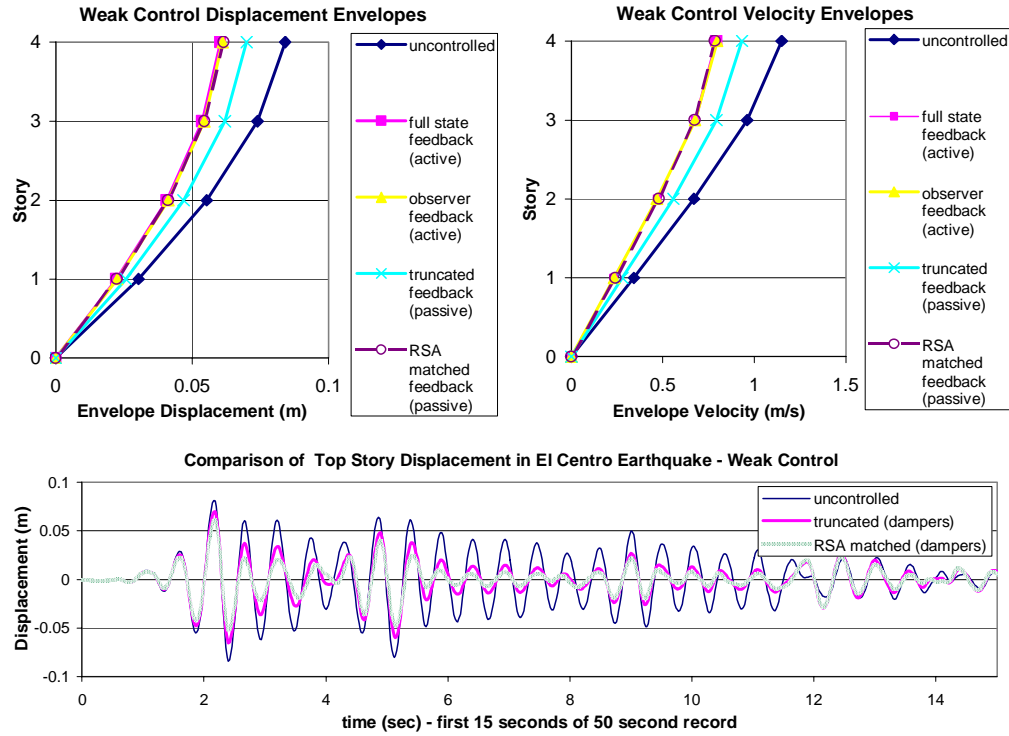 Weak Control Displacement Envelopes
4
3
2
1
0
Story
0
0.05
0.1
Envelope Displacement (m)
uncontrolled
full state
feedback
(active)
observer
feedback
(active)
truncated
feedback
(passive)
RSA
matched
feedback
(passive)
Weak Control Velocity Envelopes
4
3
2
1
0
Story
0
0.5
1
1.5
Envelope Velocity (m/s)
uncontrolled
full state
feedback
(active)
observer
feedback
(active)
truncated
feedback
(passive)
RSA
matched
feedback
(passive)
Comparison of Top Story Displacement in El Centro Earthquake - Weak Control
0.1
0.05
0
-0.05
-0.1
Displacement (m)
uncontrolled
truncated (dampers)
RSA matched (dampers)
0
2
4
6
8
10
12
14
time (sec) - first 15 seconds of 50 second record